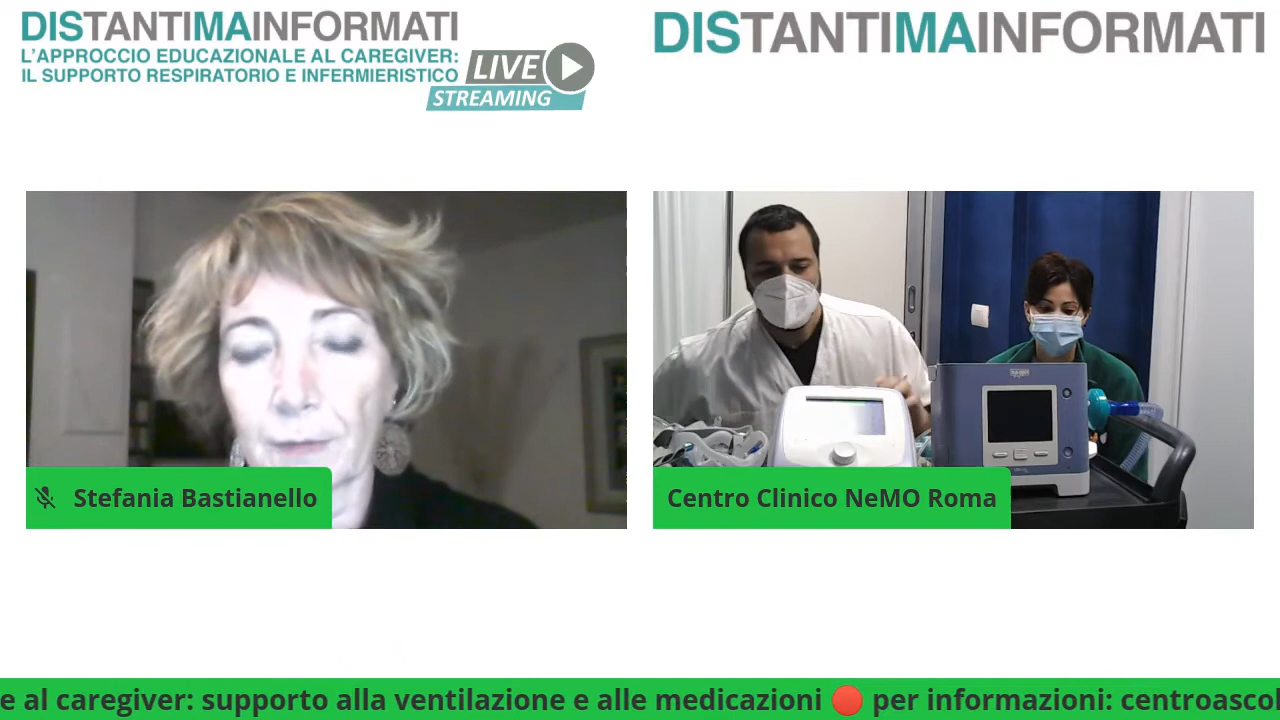 DISTANTIMAINFORMATI
L'APPROCCIO EDUCAZIONALE AL CAREGIVER:
IL SUPPORTO RESPIRATORIO E INFERMIERISTICO
LIVE
STREAMING
DISTANTIMAINFORMATI
Stefania Bastianello
Centro Clinico NeMO Roma
e al caregiver: supporto alla ventilazione e alle medicazioni 🔴 per informazioni: centroascol